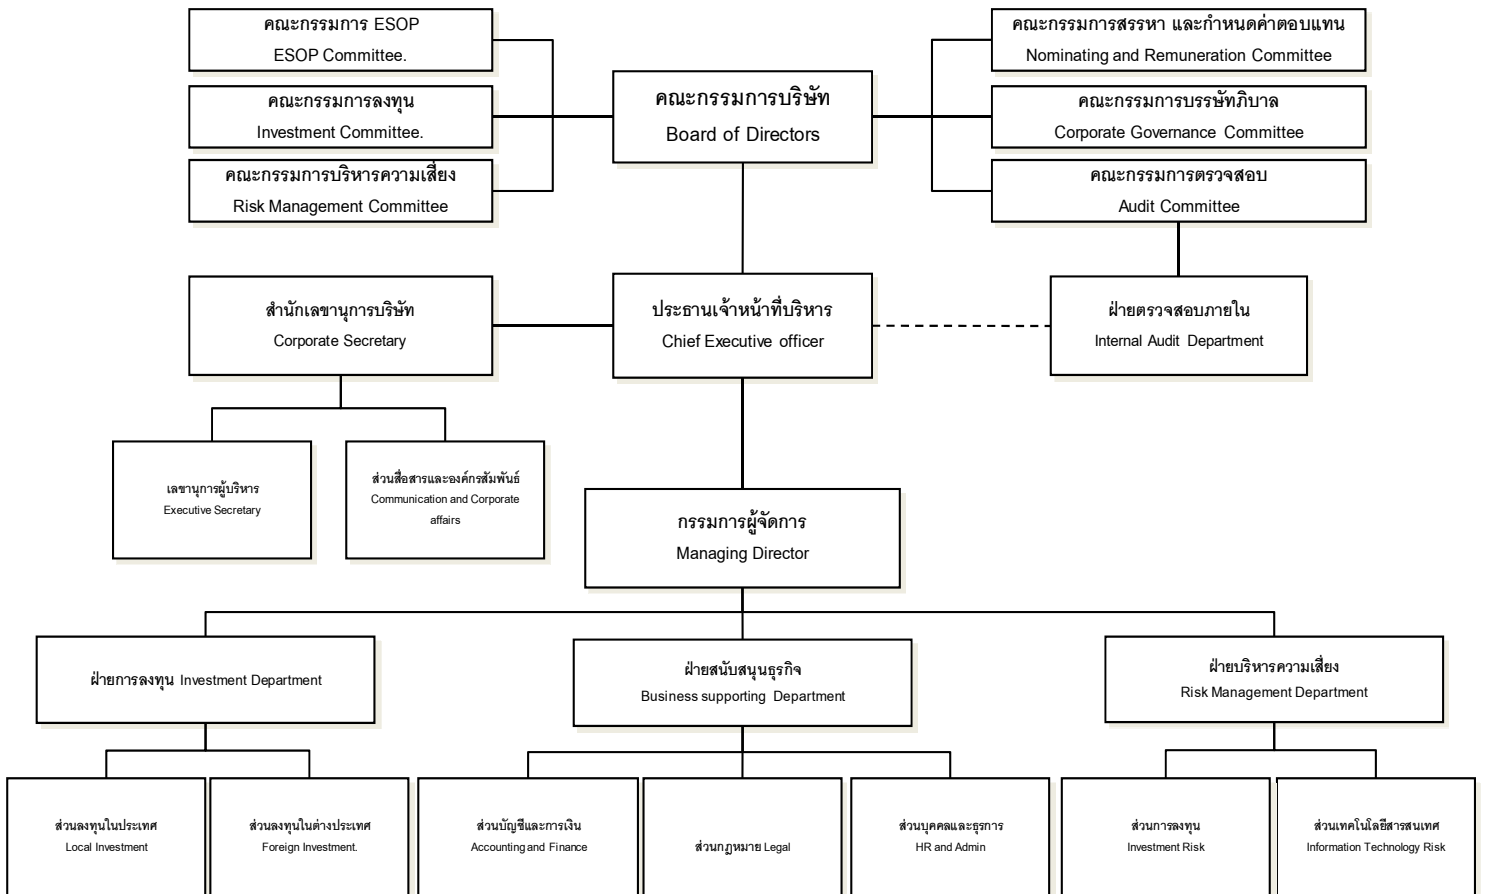 คณะกรรมการ ESOP
ESOP Committee.
คณะกรรมการสรรหา และกำหนดค่าตอบแทน
Nominating and Remuneration Committee
คณะกรรมการบริษัท
Board of Directors
คณะกรรมการลงทุน
Investment Committee.
คณะกรรมการบรรษัทภิบาล
Corporate Governance Committee
คณะกรรมการบริหารความเสี่ยง
Risk Management Committee
คณะกรรมการตรวจสอบ
Audit Committee
สำนักเลขานุการบริษัท
Corporate Secretary
ประธานเจ้าหน้าที่บริหาร
Chief Executive officer
ฝ่ายตรวจสอบภายใน
Internal Audit Department
เลขานุการผู้บริหาร
Executive Secretary
ส่วนสื่อสารและองค์กรสัมพันธ์
Communication and Corporate
affairs
กรรมการผู้จัดการ
Managing Director
ฝ่ายการลงทุน Investment Department
ฝ่ายสนับสนุนธุรกิจ
Business supporting Department
ฝ่ายบริหารความเสี่ยง
Risk Management Department
ส่วนลงทุนในประเทศ
Local Investment
ส่วนลงทุนในต่างประเทศ
Foreign Investment.
ส่วนบัญชีและการเงิน
Accounting and Finance
ส่วนกฎหมาย Legal
ส่วนบุคคลและธุรการ
HR and Admin
ส่วนการลงทุน
Investment Risk
ส่วนเทคโนโลยีสารสนเทศ
Information Technology Risk